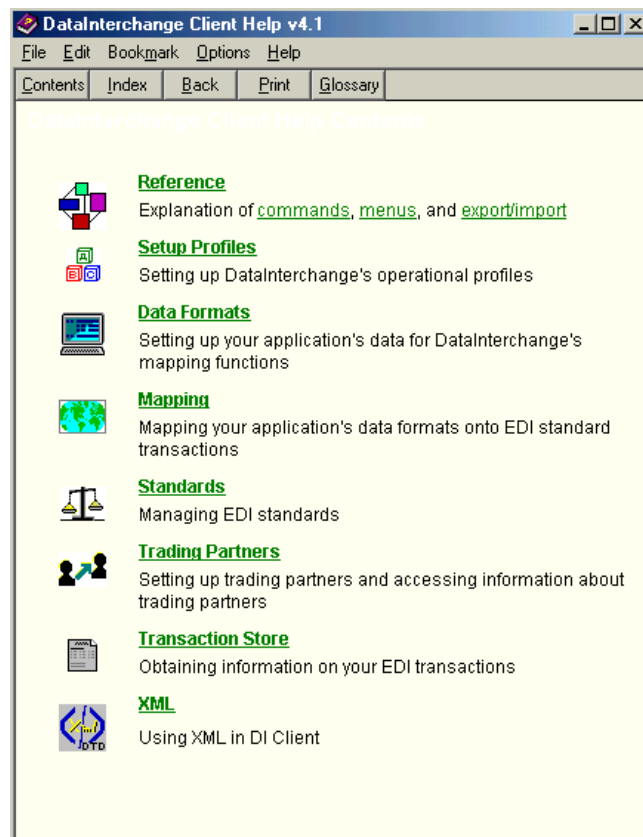 DataInterchange Client Help v4.1
File Edit Bookmark Options Help
Contents Index Back Print Glossary
DataInterchange Client Help Contents
Reference
Explanation of commands, menus, and export/import
A
B C
Setup Profiles
Setting up DataInterchange's operational profiles
Data Formats
Setting up your application's data for DataInterchange's
mapping functions
Mapping
Mapping your application's data formats onto EDI standard
transactions
Standards
Managing EDI standards
Trading Partners
Setting up trading partners and accessing information about
trading partners
Transaction Store
Obtaining information on your EDI transactions
XML
Using XML in DI Client
DTD